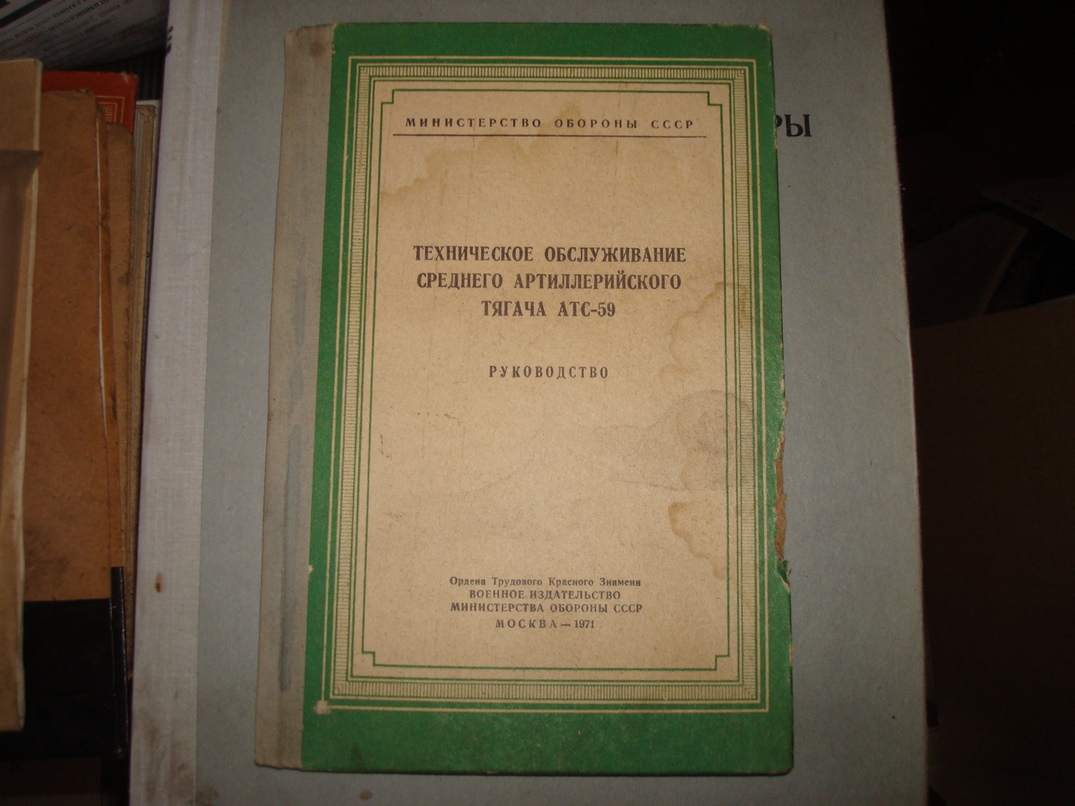 МИНИСТЕРСТВО ОБОРОНЫ СССР
ТЕХНИЧЕСКОЕ ОБСЛУЖИВАНИЕ
СРЕДНЕГО АРТИЛЛЕРИЙСКОГО
ТЯГАЧА АТС-59
РУКОВОДСТВО
Ордена Трудового Красного Знамени
ВОЕННОЕ ИЗДАТЕЛЬСТВО
МИНИСТЕРСТВА ОБОРОНЫ СССР
МОСКВА — 1971